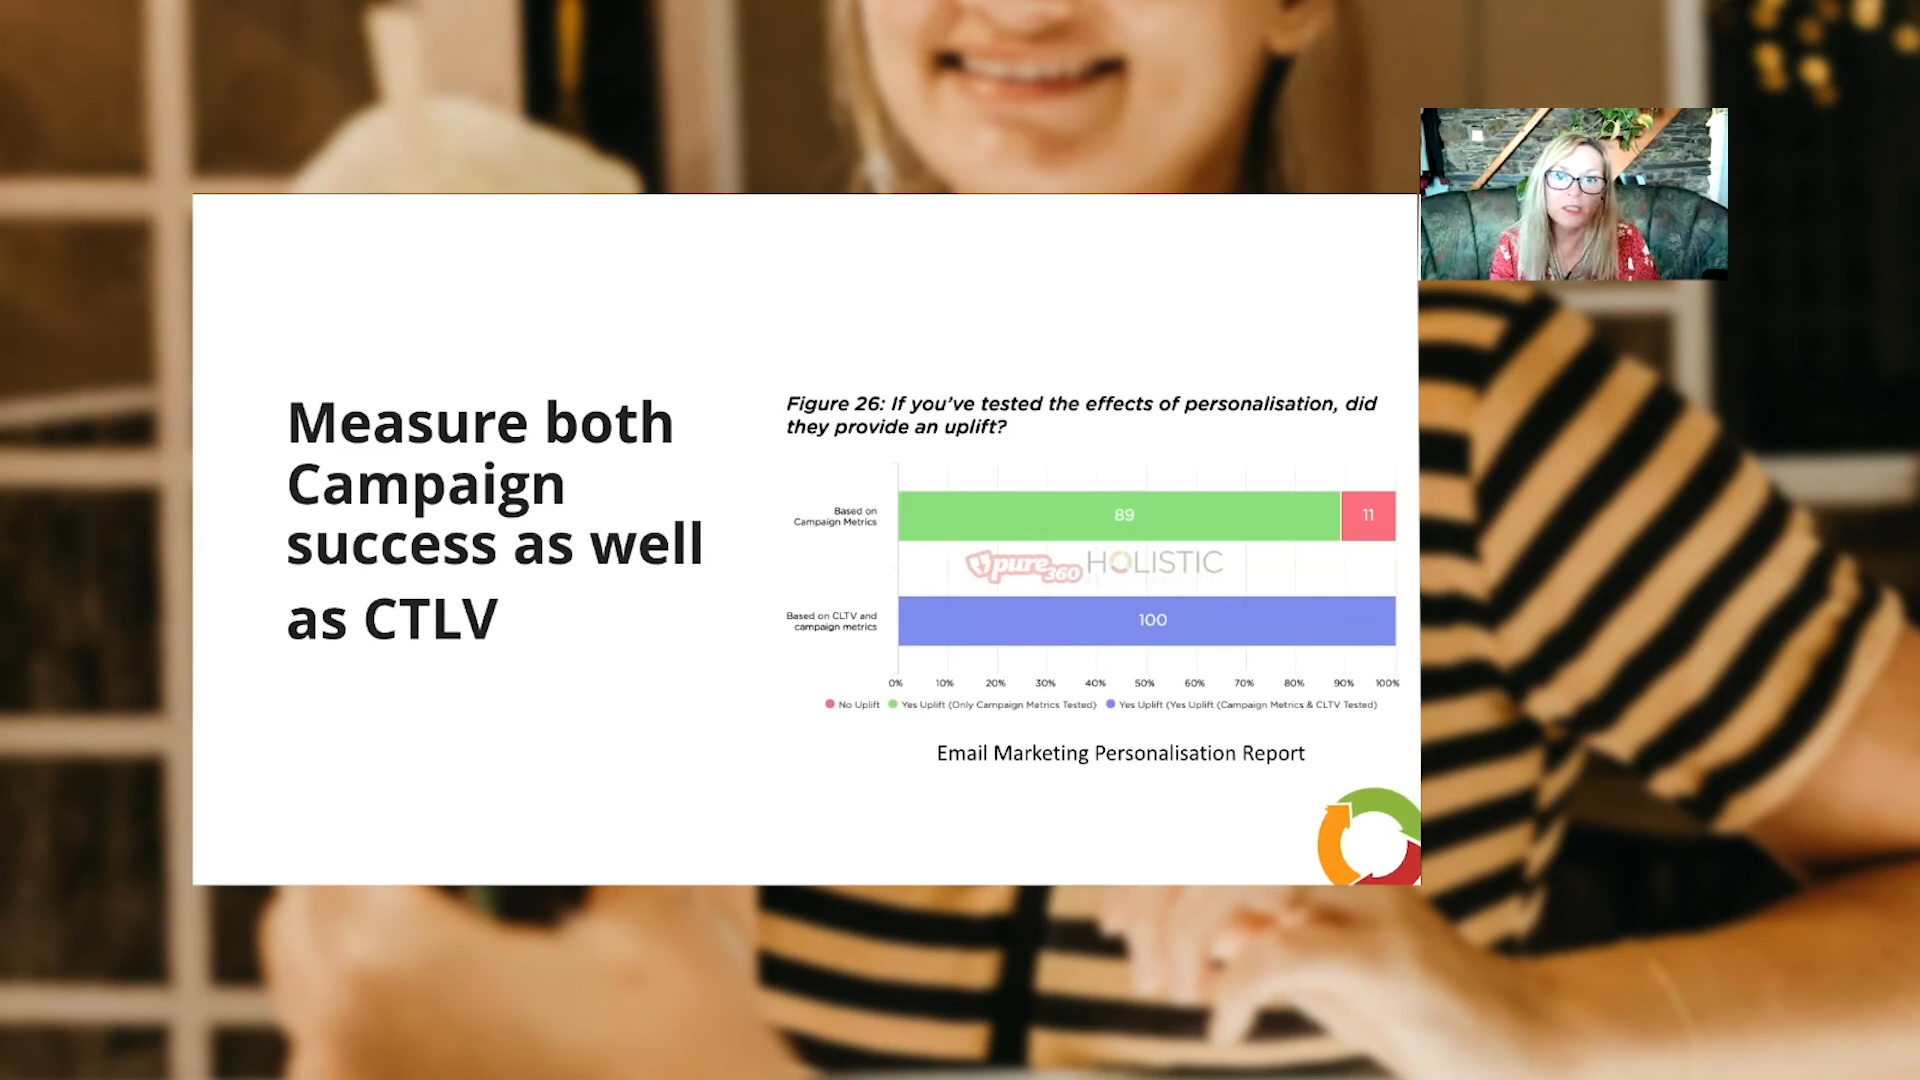 Measure both
Campaign
success as well
as CTLV
Figure 26: If you've tested the effects of personalisation, did
they provide an uplift?
Based on
Campaign Metrics
89
11
pure360 HOLISTIC
Based on CLTV and
campaign metrics
100
0% 10% 20% 30% 40% 50% 60% 70% 80% 90% 100%
No Uplift Yes Uplift (Only Campaign Metrics Tested) Yes Uplift (Yes Uplift (Campaign Metrics & CLTV Tested)
Email Marketing Personalisation Report